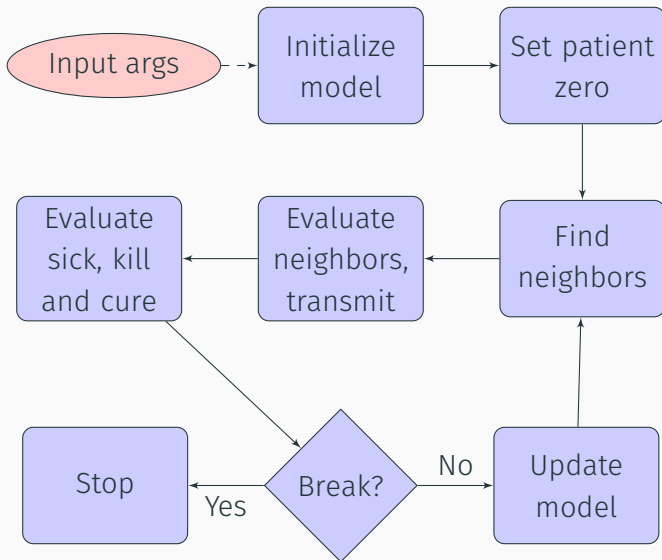 Input args
Initialize
model
Set patient
zero
Evaluate
sick, kill
and cure
Evaluate
neighbors,
transmit
Find
neighbors
Stop
Yes
Break?
No
Update
model